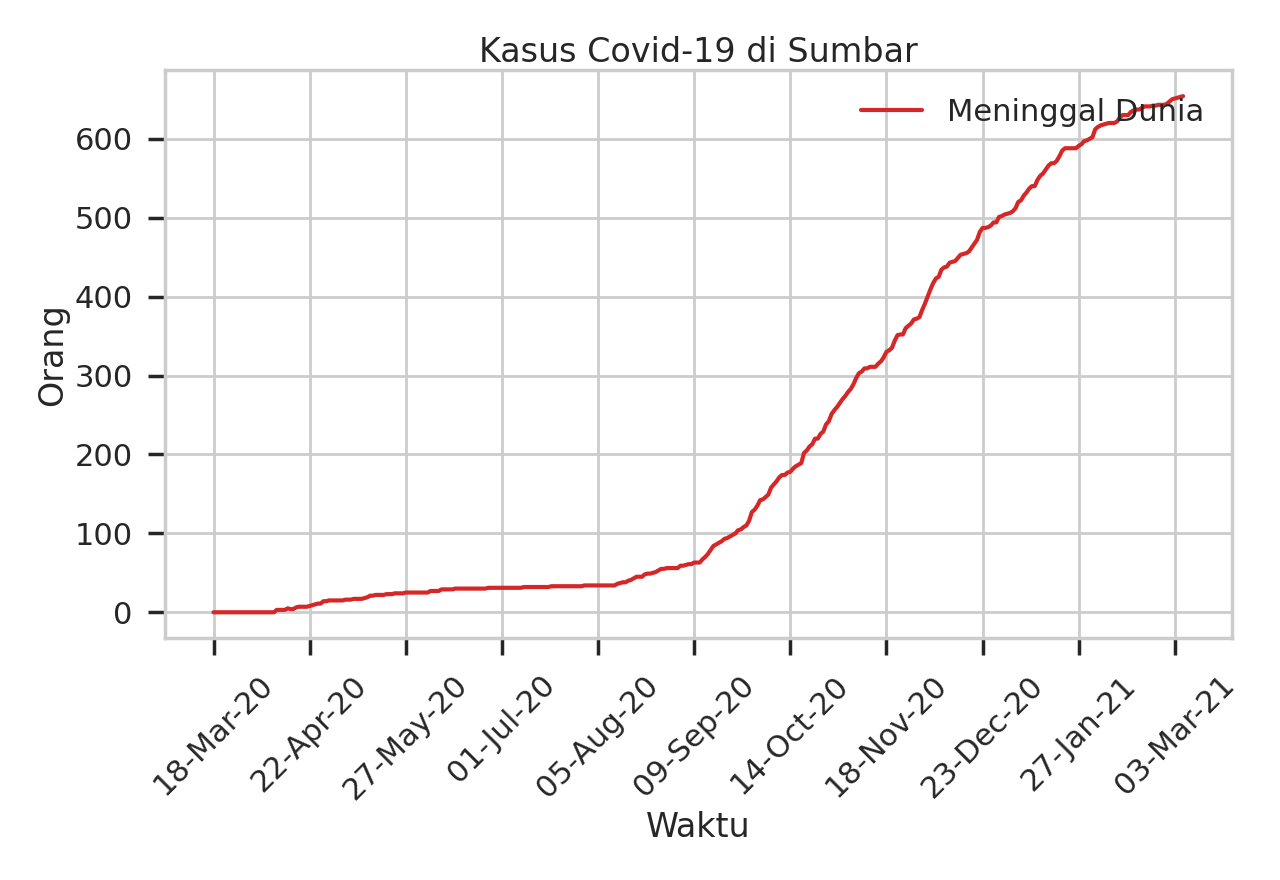 Kasus Covid-19 di Sumbar
Meninggal Dunia
Orang
600
500
400
300
200
100
0
18-Mar-20
22-Apr-20
27-May-20
01-Jul-20
05-Aug-20
09-Sep-20
14-Oct-20
18-Nov-20
23-Dec-20
27-Jan-21
03-Mar-21
Waktu